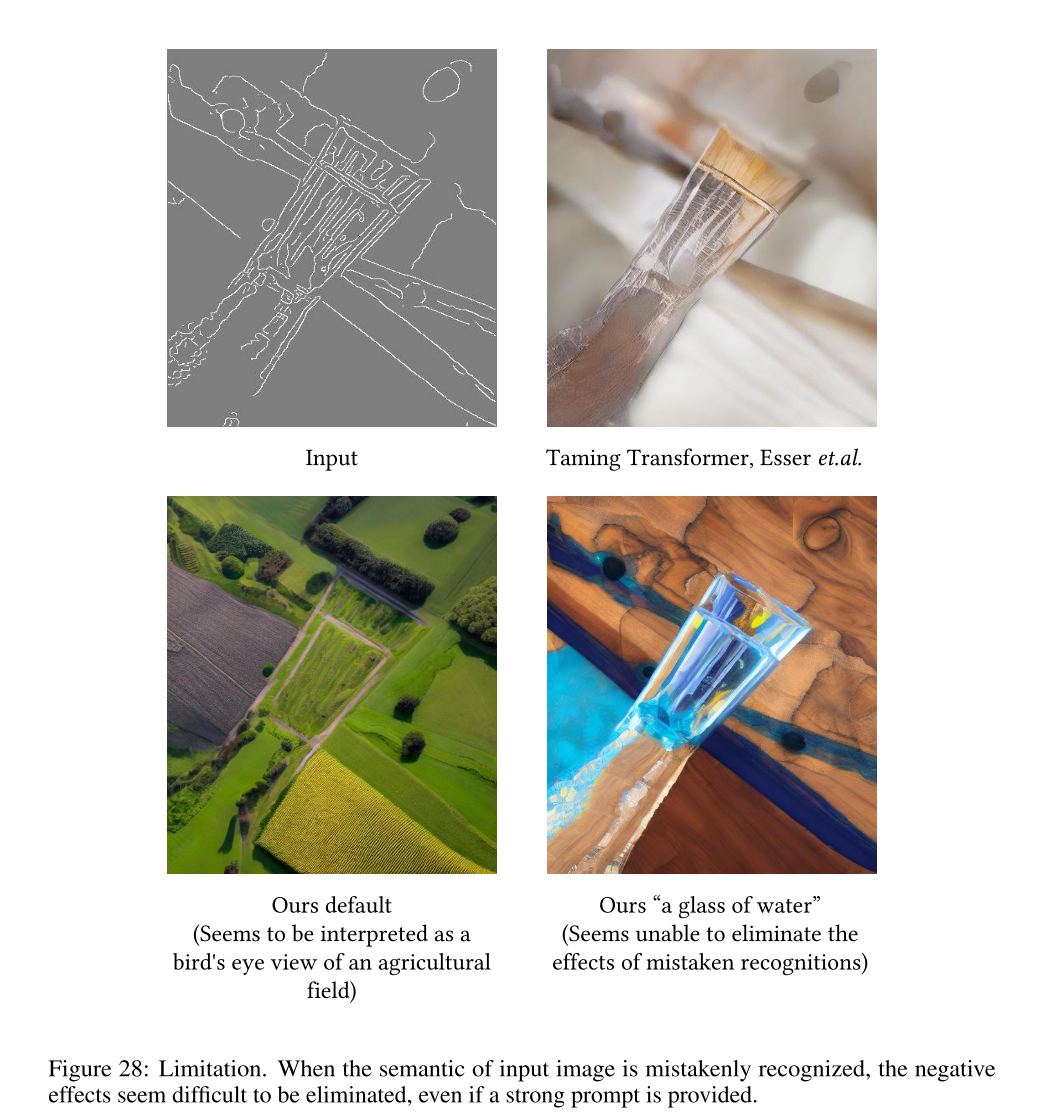 Input
Taming Transformer, Esser et.al.
Ours default
(Seems to be interpreted as a
bird's eye view of an agricultural
field)
Ours “a glass of water”
(Seems unable to eliminate the
effects of mistaken recognitions)
Figure 28: Limitation. When the semantic of input image is mistakenly recognized, the negative
effects seem difficult to be eliminated, even if a strong prompt is provided.